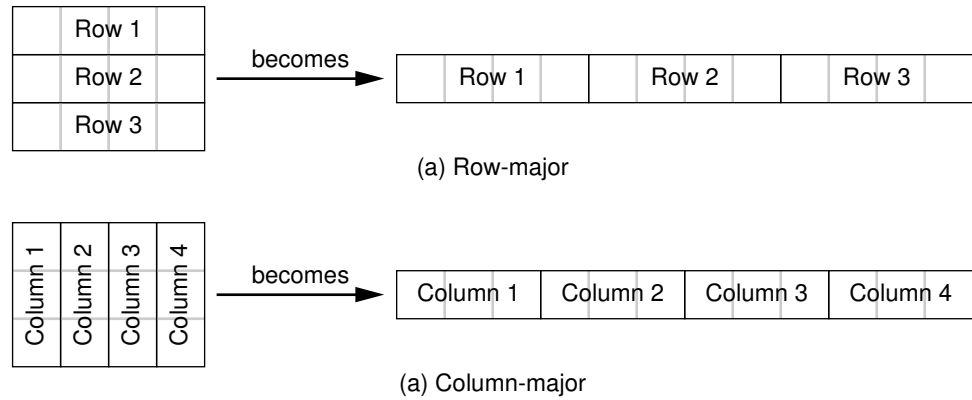 Row 1
Row 2
Row 3
becomes
Row 1 Row 2 Row 3
(a) Row-major
Column 1
Column 2
Column 3
Column 4
becomes
Column 1 Column 2 Column 3 Column 4
(a) Column-major